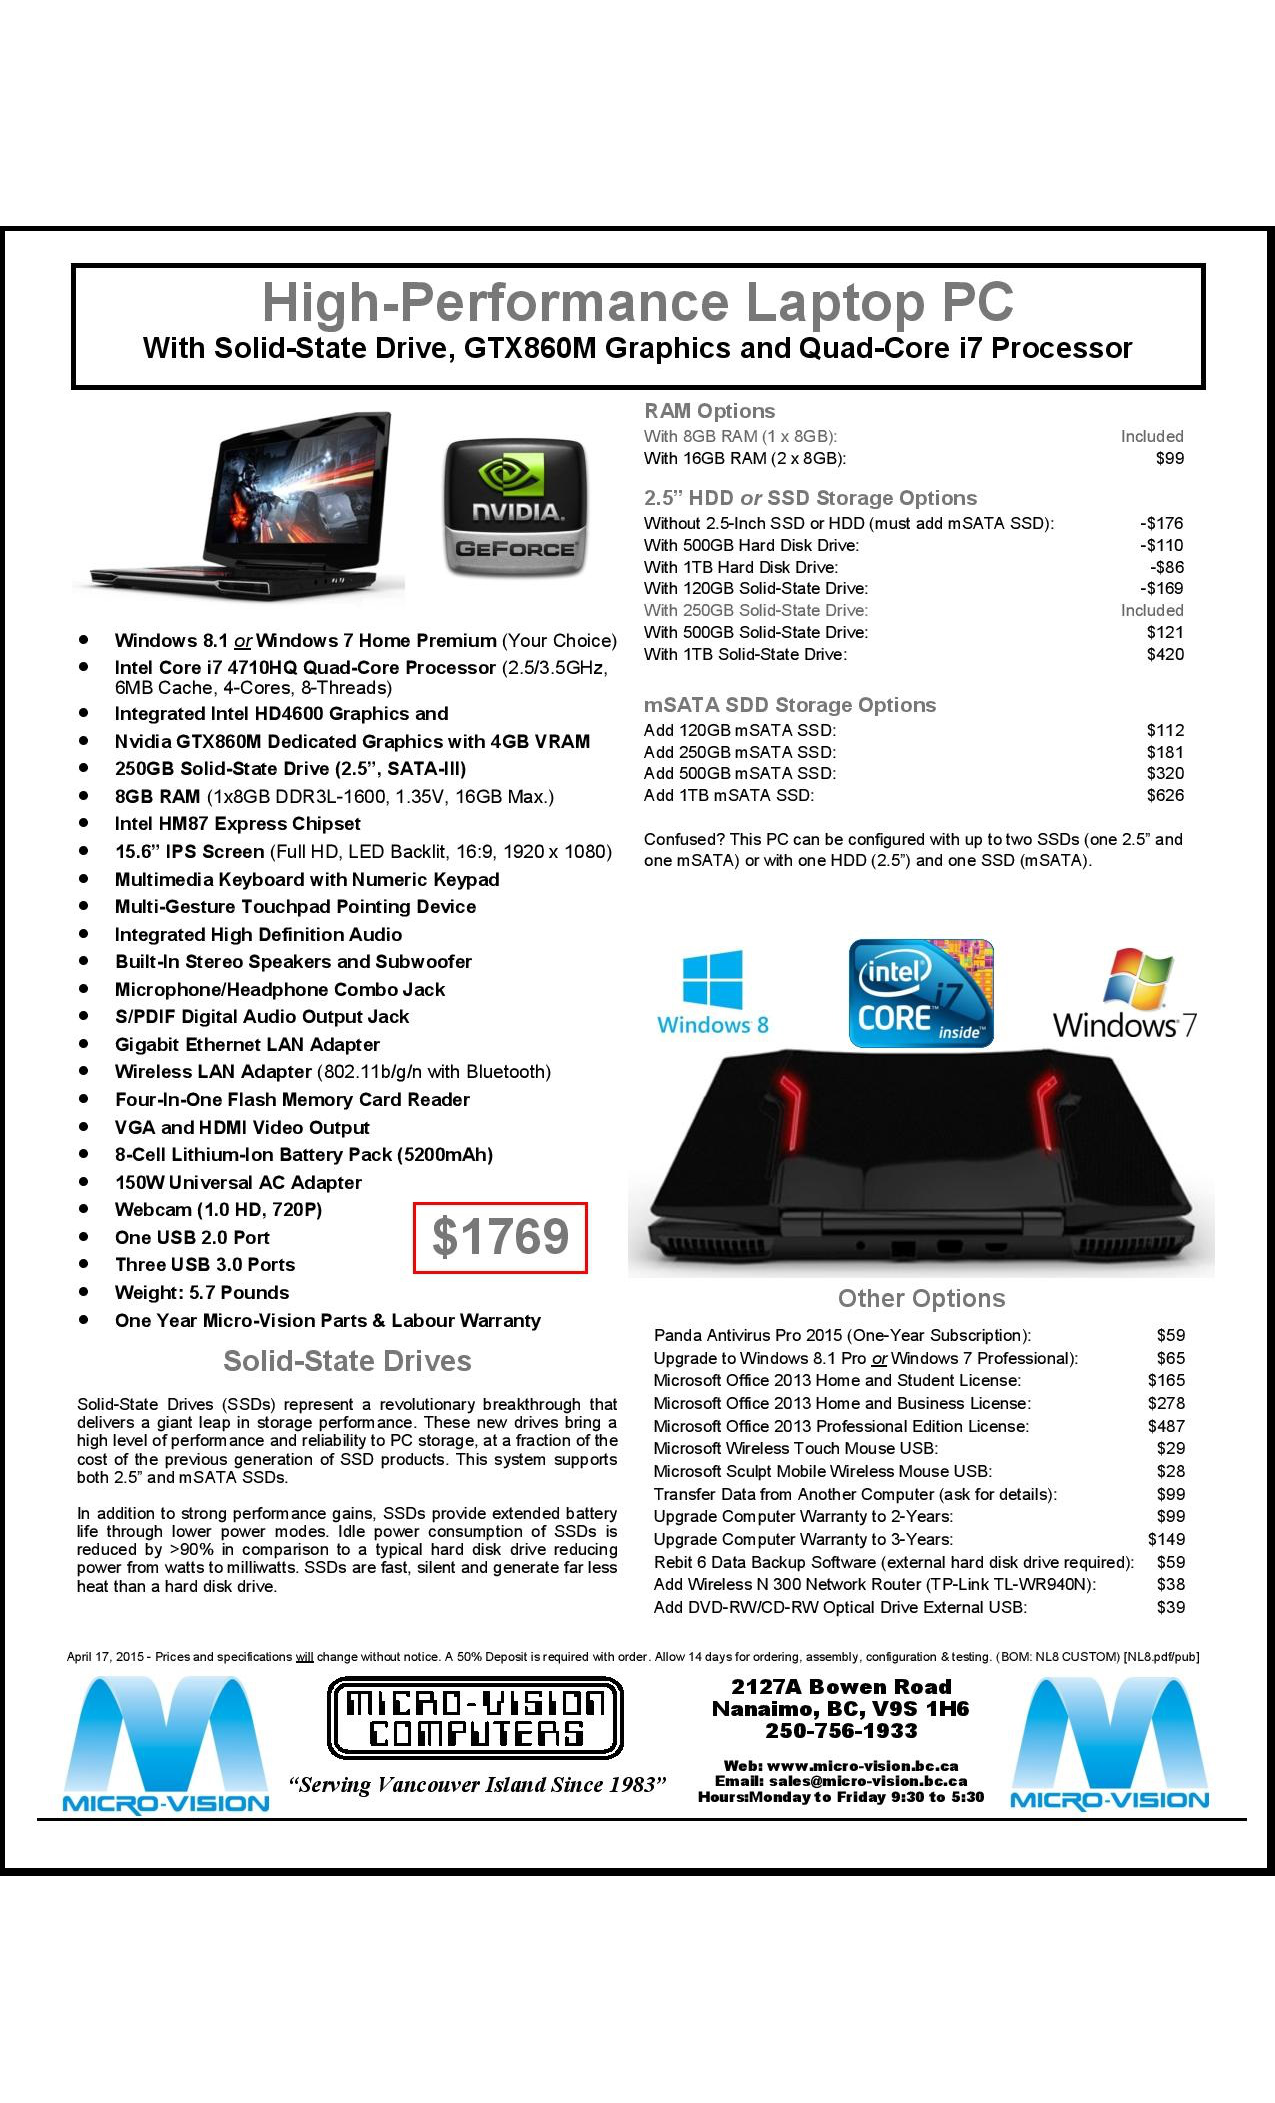 High-Performance Laptop PC
With Solid-State Drive, GTX860M Graphics and Quad-Core i7 Processor
NVIDIA.
GEFORCE
Windows 8.1 or Windows 7 Home Premium (Your Choice)
Intel Core i7 4710HQ Quad-Core Processor (2.5/3.5GHz,
6MB Cache, 4-Cores, 8-Threads)
Integrated Intel HD4600 Graphics and
Nvidia GTX860M Dedicated Graphics with 4GB VRAM
250GB Solid-State Drive (2.5”, SATA-III)
8GB RAM (1x8GB DDR3L-1600, 1.35V, 16GB Max.)
Intel HM87 Express Chipset
15.6” IPS Screen (Full HD, LED Backlit, 16:9, 1920 x 1080)
Multimedia Keyboard with Numeric Keypad
Multi-Gesture Touchpad Pointing Device
Integrated High Definition Audio
Built-In Stereo Speakers and Subwoofer
Microphone/Headphone Combo Jack
S/PDIF Digital Audio Output Jack
Gigabit Ethernet LAN Adapter
Wireless LAN Adapter (802.11b/g/n with Bluetooth)
Four-In-One Flash Memory Card Reader
VGA and HDMI Video Output
8-Cell Lithium-Ion Battery Pack (5200mAh)
150W Universal AC Adapter
Webcam (1.0 HD, 720P)
One USB 2.0 Port
Three USB 3.0 Ports
Weight: 5.7 Pounds
One Year Micro-Vision Parts & Labour Warranty
$1769
Solid-State Drives
Solid-State Drives (SSDs) represent a revolutionary breakthrough that
delivers a giant leap in storage performance. These new drives bring a
high level of performance and reliability to PC storage, at a fraction of the
cost of the previous generation of SSD products. This system supports
both 2.5” and mSATA SSDs.
In addition to strong performance gains, SSDs provide extended battery
life through lower power modes. Idle power consumption of SSDs is
reduced by >90% in comparison to a typical hard disk drive reducing
power from watts to milliwatts. SSDs are fast, silent and generate far less
heat than a hard disk drive.
RAM Options
With 8GB RAM (1 x 8GB): Included
With 16GB RAM (2 x 8GB): $99
2.5” HDD or SSD Storage Options
Without 2.5-Inch SSD or HDD (must add mSATA SSD): -$176
With 500GB Hard Disk Drive: -$110
With 1TB Hard Disk Drive: -$86
With 120GB Solid-State Drive: -$169
With 250GB Solid-State Drive: Included
With 500GB Solid-State Drive: $121
With 1TB Solid-State Drive: $420
mSATA SDD Storage Options
Add 120GB mSATA SSD: $112
Add 250GB mSATA SSD: $181
Add 500GB mSATA SSD: $320
Add 1TB mSATA SSD: $626
Confused? This PC can be configured with up to two SSDs (one 2.5” and
one mSATA) or with one HDD (2.5”) and one SSD (mSATA).
Windows 8
intel
CORE i7
inside™
Windows 7
Other Options
Panda Antivirus Pro 2015 (One-Year Subscription): $59
Upgrade to Windows 8.1 Pro or Windows 7 Professional): $65
Microsoft Office 2013 Home and Student License: $165
Microsoft Office 2013 Home and Business License: $278
Microsoft Office 2013 Professional Edition License: $487
Microsoft Wireless Touch Mouse USB: $29
Microsoft Sculpt Mobile Wireless Mouse USB: $28
Transfer Data from Another Computer (ask for details): $99
Upgrade Computer Warranty to 2-Years: $99
Upgrade Computer Warranty to 3-Years: $149
Rebit 6 Data Backup Software (external hard disk drive required): $59
Add Wireless N 300 Network Router (TP-Link TL-WR940N): $38
Add DVD-RW/CD-RW Optical Drive External USB: $39
April 17, 2015 - Prices and specifications will change without notice. A 50% Deposit is required with order. Allow 14 days for ordering, assembly, configuration & testing. (BOM: NL8 CUSTOM) [NL8.pdf/pub]
MICRO-VISION
MICRO-VISION
COMPUTERS
“Serving Vancouver Island Since 1983”
2127A Bowen Road
Nanaimo, BC, V9S 1H6
250-756-1933
Web: www.micro-vision.bc.ca
Email: sales@micro-vision.bc.ca
Hours:Monday to Friday 9:30 to 5:30
MICRO-VISION